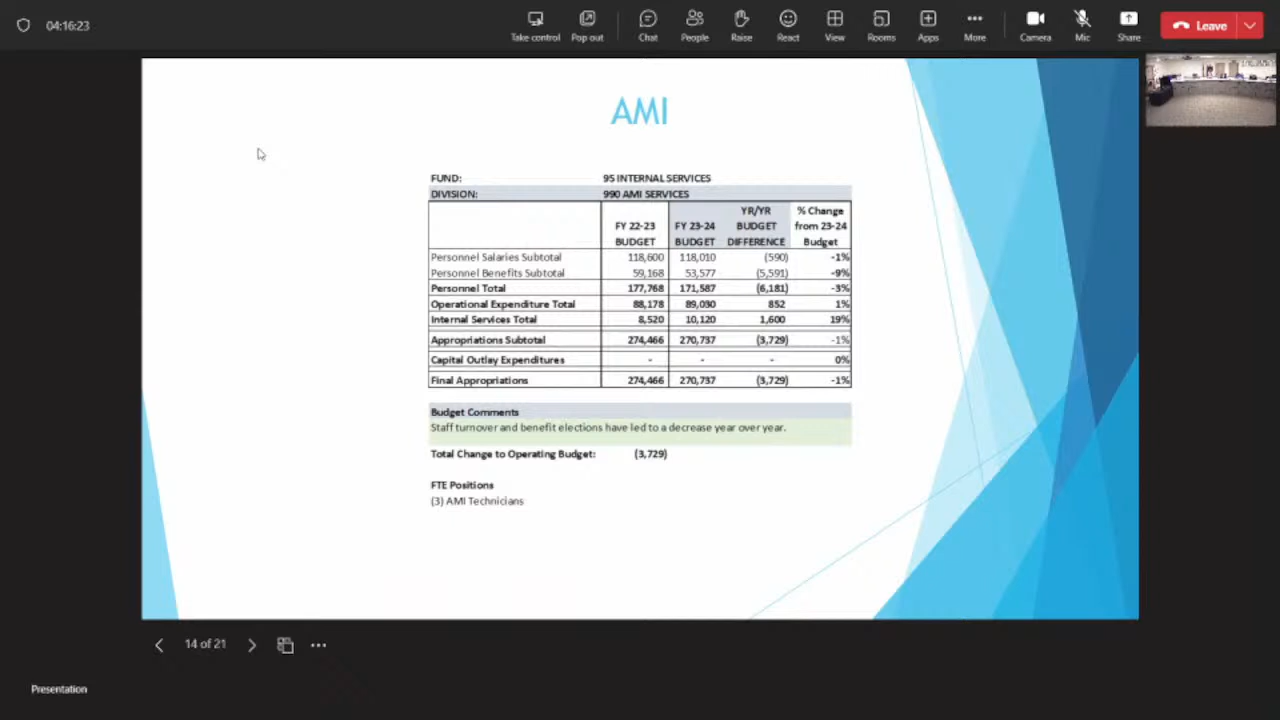 04:16:23
Take control Pop out Chat People Raise React View Rooms Apps More Camera Mic Share Leave
AMI
FUND: 95 INTERNAL SERVICES
DIVISION: 990 AMI SERVICES
FY 22-23 BUDGET FY 23-24 BUDGET YR/YR BUDGET DIFFERENCE % Change from 23-24 Budget
Personnel Salaries Subtotal 118,600 118,010 (590) -1%
Personnel Benefits Subtotal 59,168 53,577 (5,591) -9%
Personnel Total 177,768 171,587 (6,181) -3%
Operational Expenditure Total 88,178 89,030 852 1%
Internal Services Total 8,520 10,120 1,600 19%
Appropriations Subtotal 274,466 270,737 (3,729) -1%
Capital Outlay Expenditures - - - 0%
Final Appropriations 274,466 270,737 (3,729) -1%
Budget Comments
Staff turnover and benefit elections have led to a decrease year over year.
Total Change to Operating Budget: (3,729)
FTE Positions
(3) AMI Technicians
14 of 21
Presentation